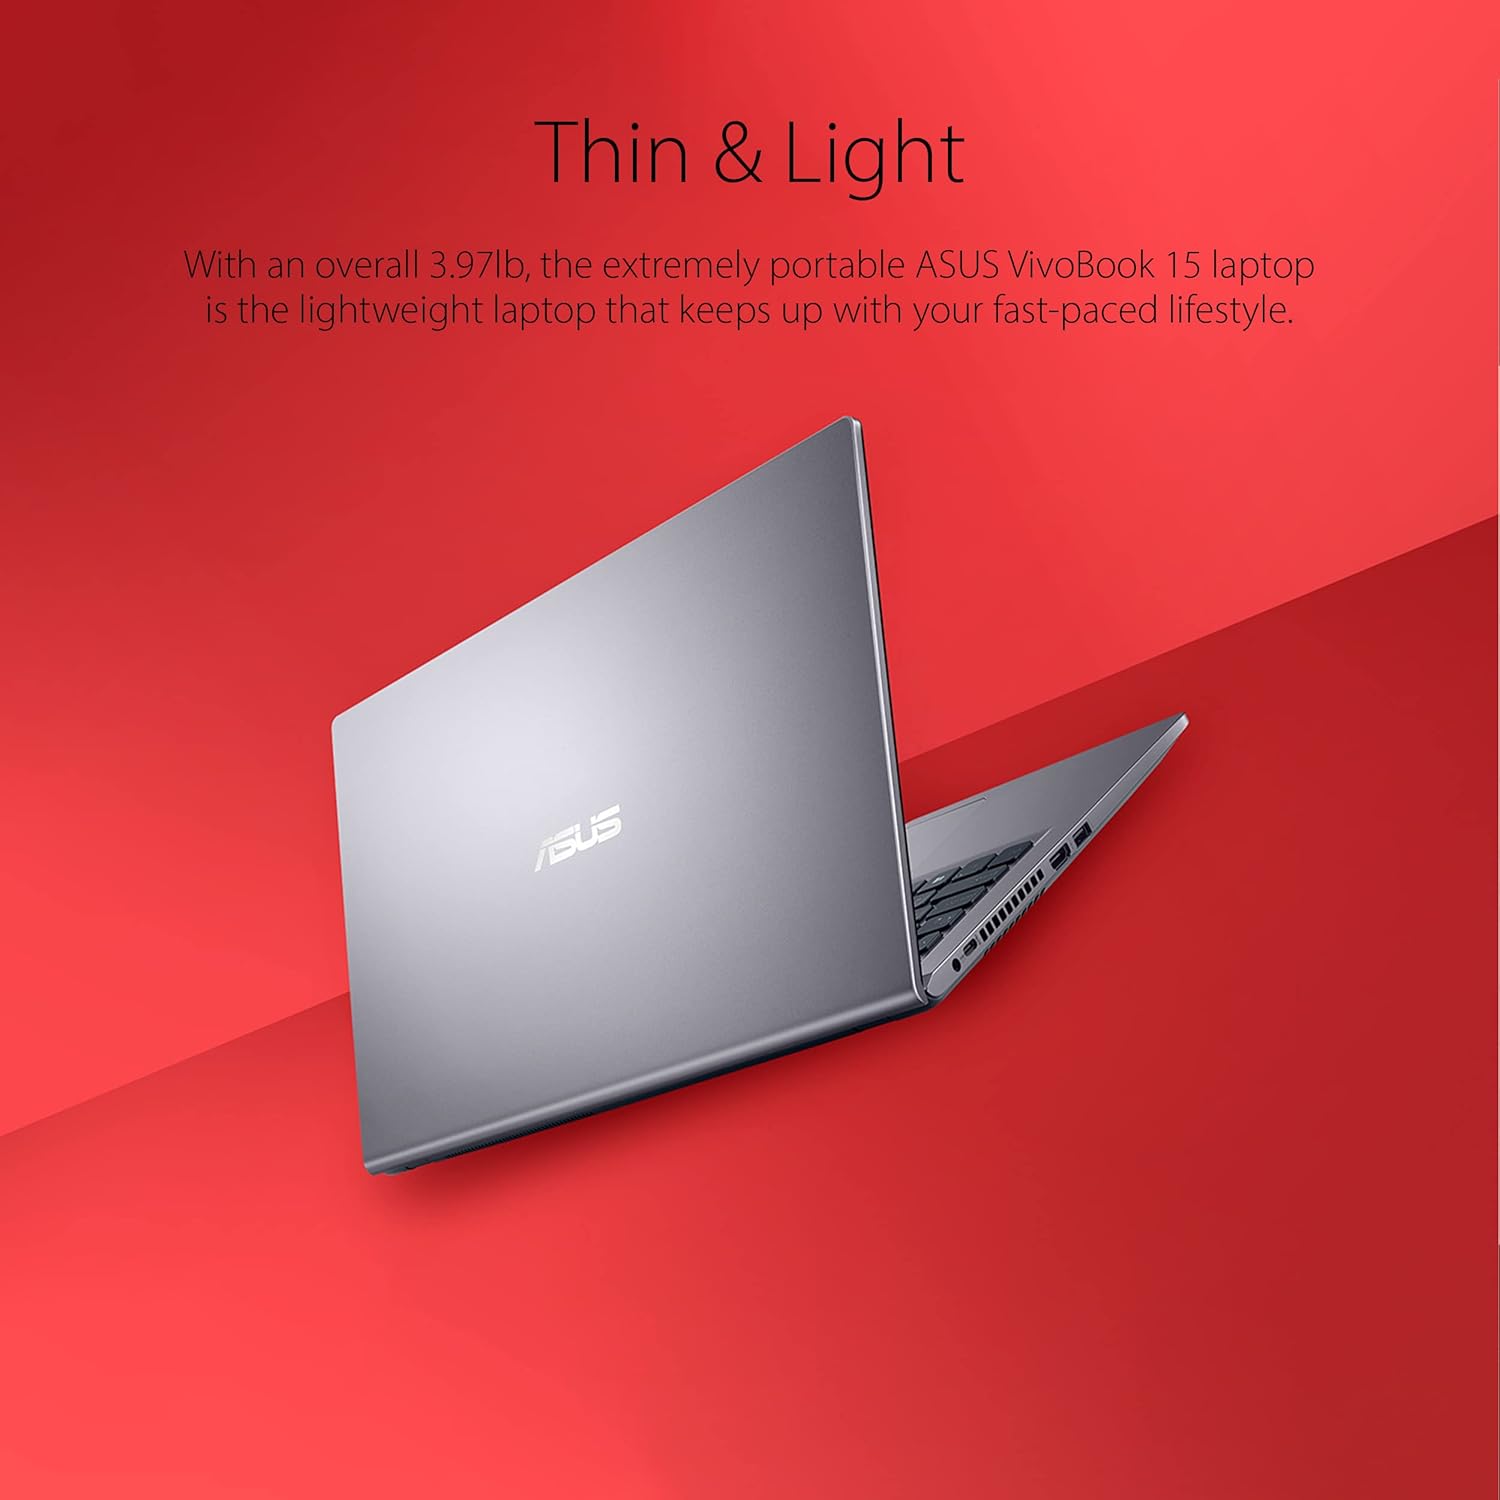 Thin & Light
With an overall 3.97lb, the extremely portable ASUS VivoBook 15 laptop
is the lightweight laptop that keeps up with your fast-paced lifestyle.
ASUS